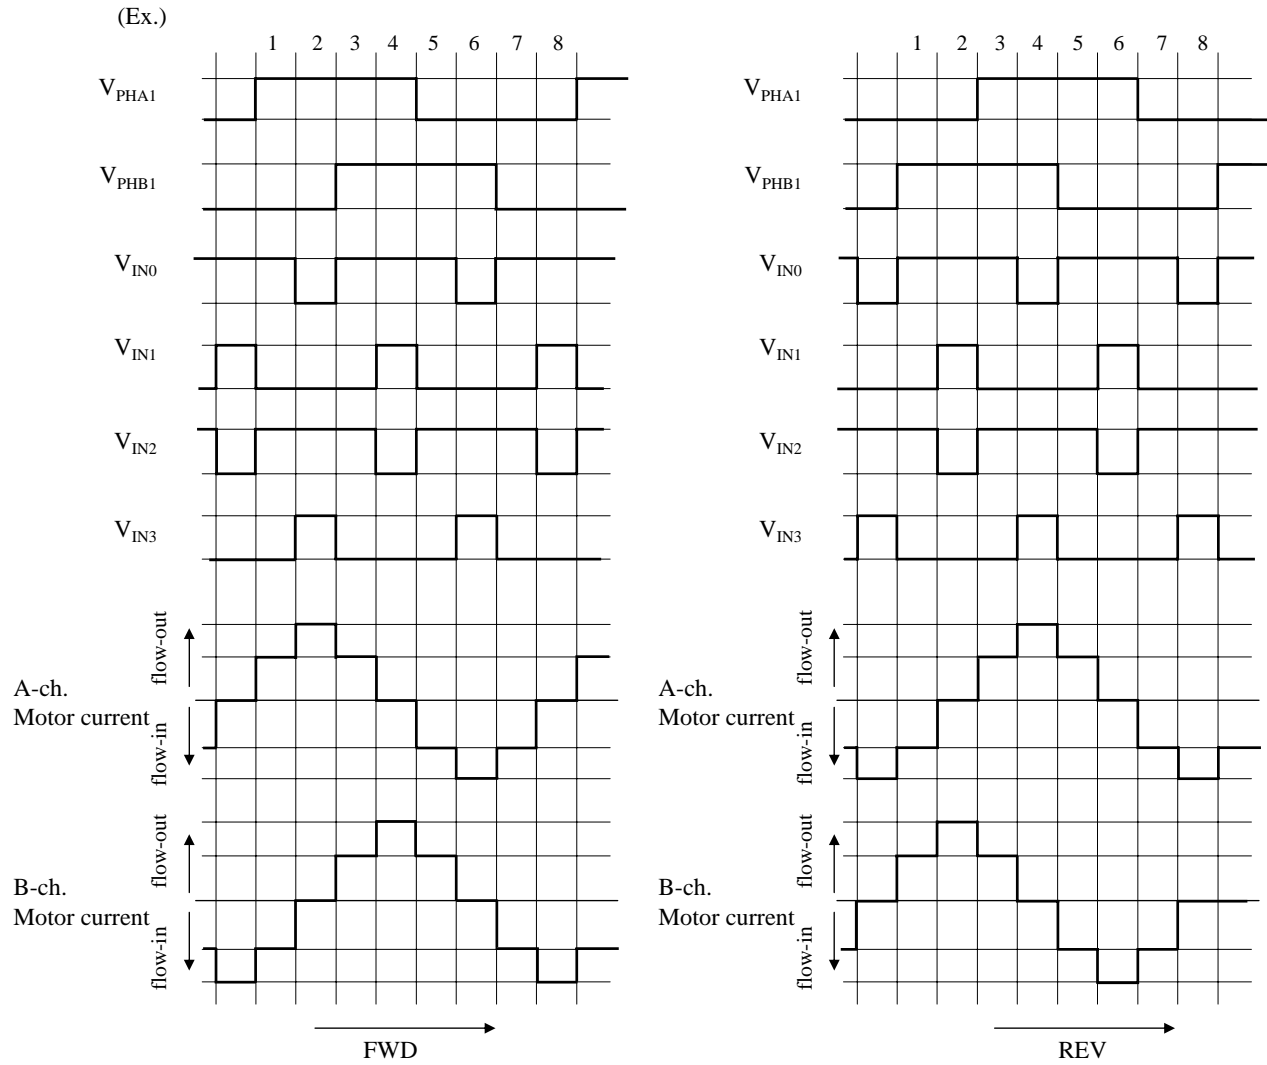 (Ex.)
1 2 3 4 5 6 7 8
VPHA1
VPHB1
VIN0
VIN1
VIN2
VIN3
flow-out
A-ch.
Motor current
flow-in
flow-out
B-ch.
Motor current
flow-in
FWD
1 2 3 4 5 6 7 8
VPHA1
VPHB1
VIN0
VIN1
VIN2
VIN3
flow-out
A-ch.
Motor current
flow-in
flow-out
B-ch.
Motor current
flow-in
REV